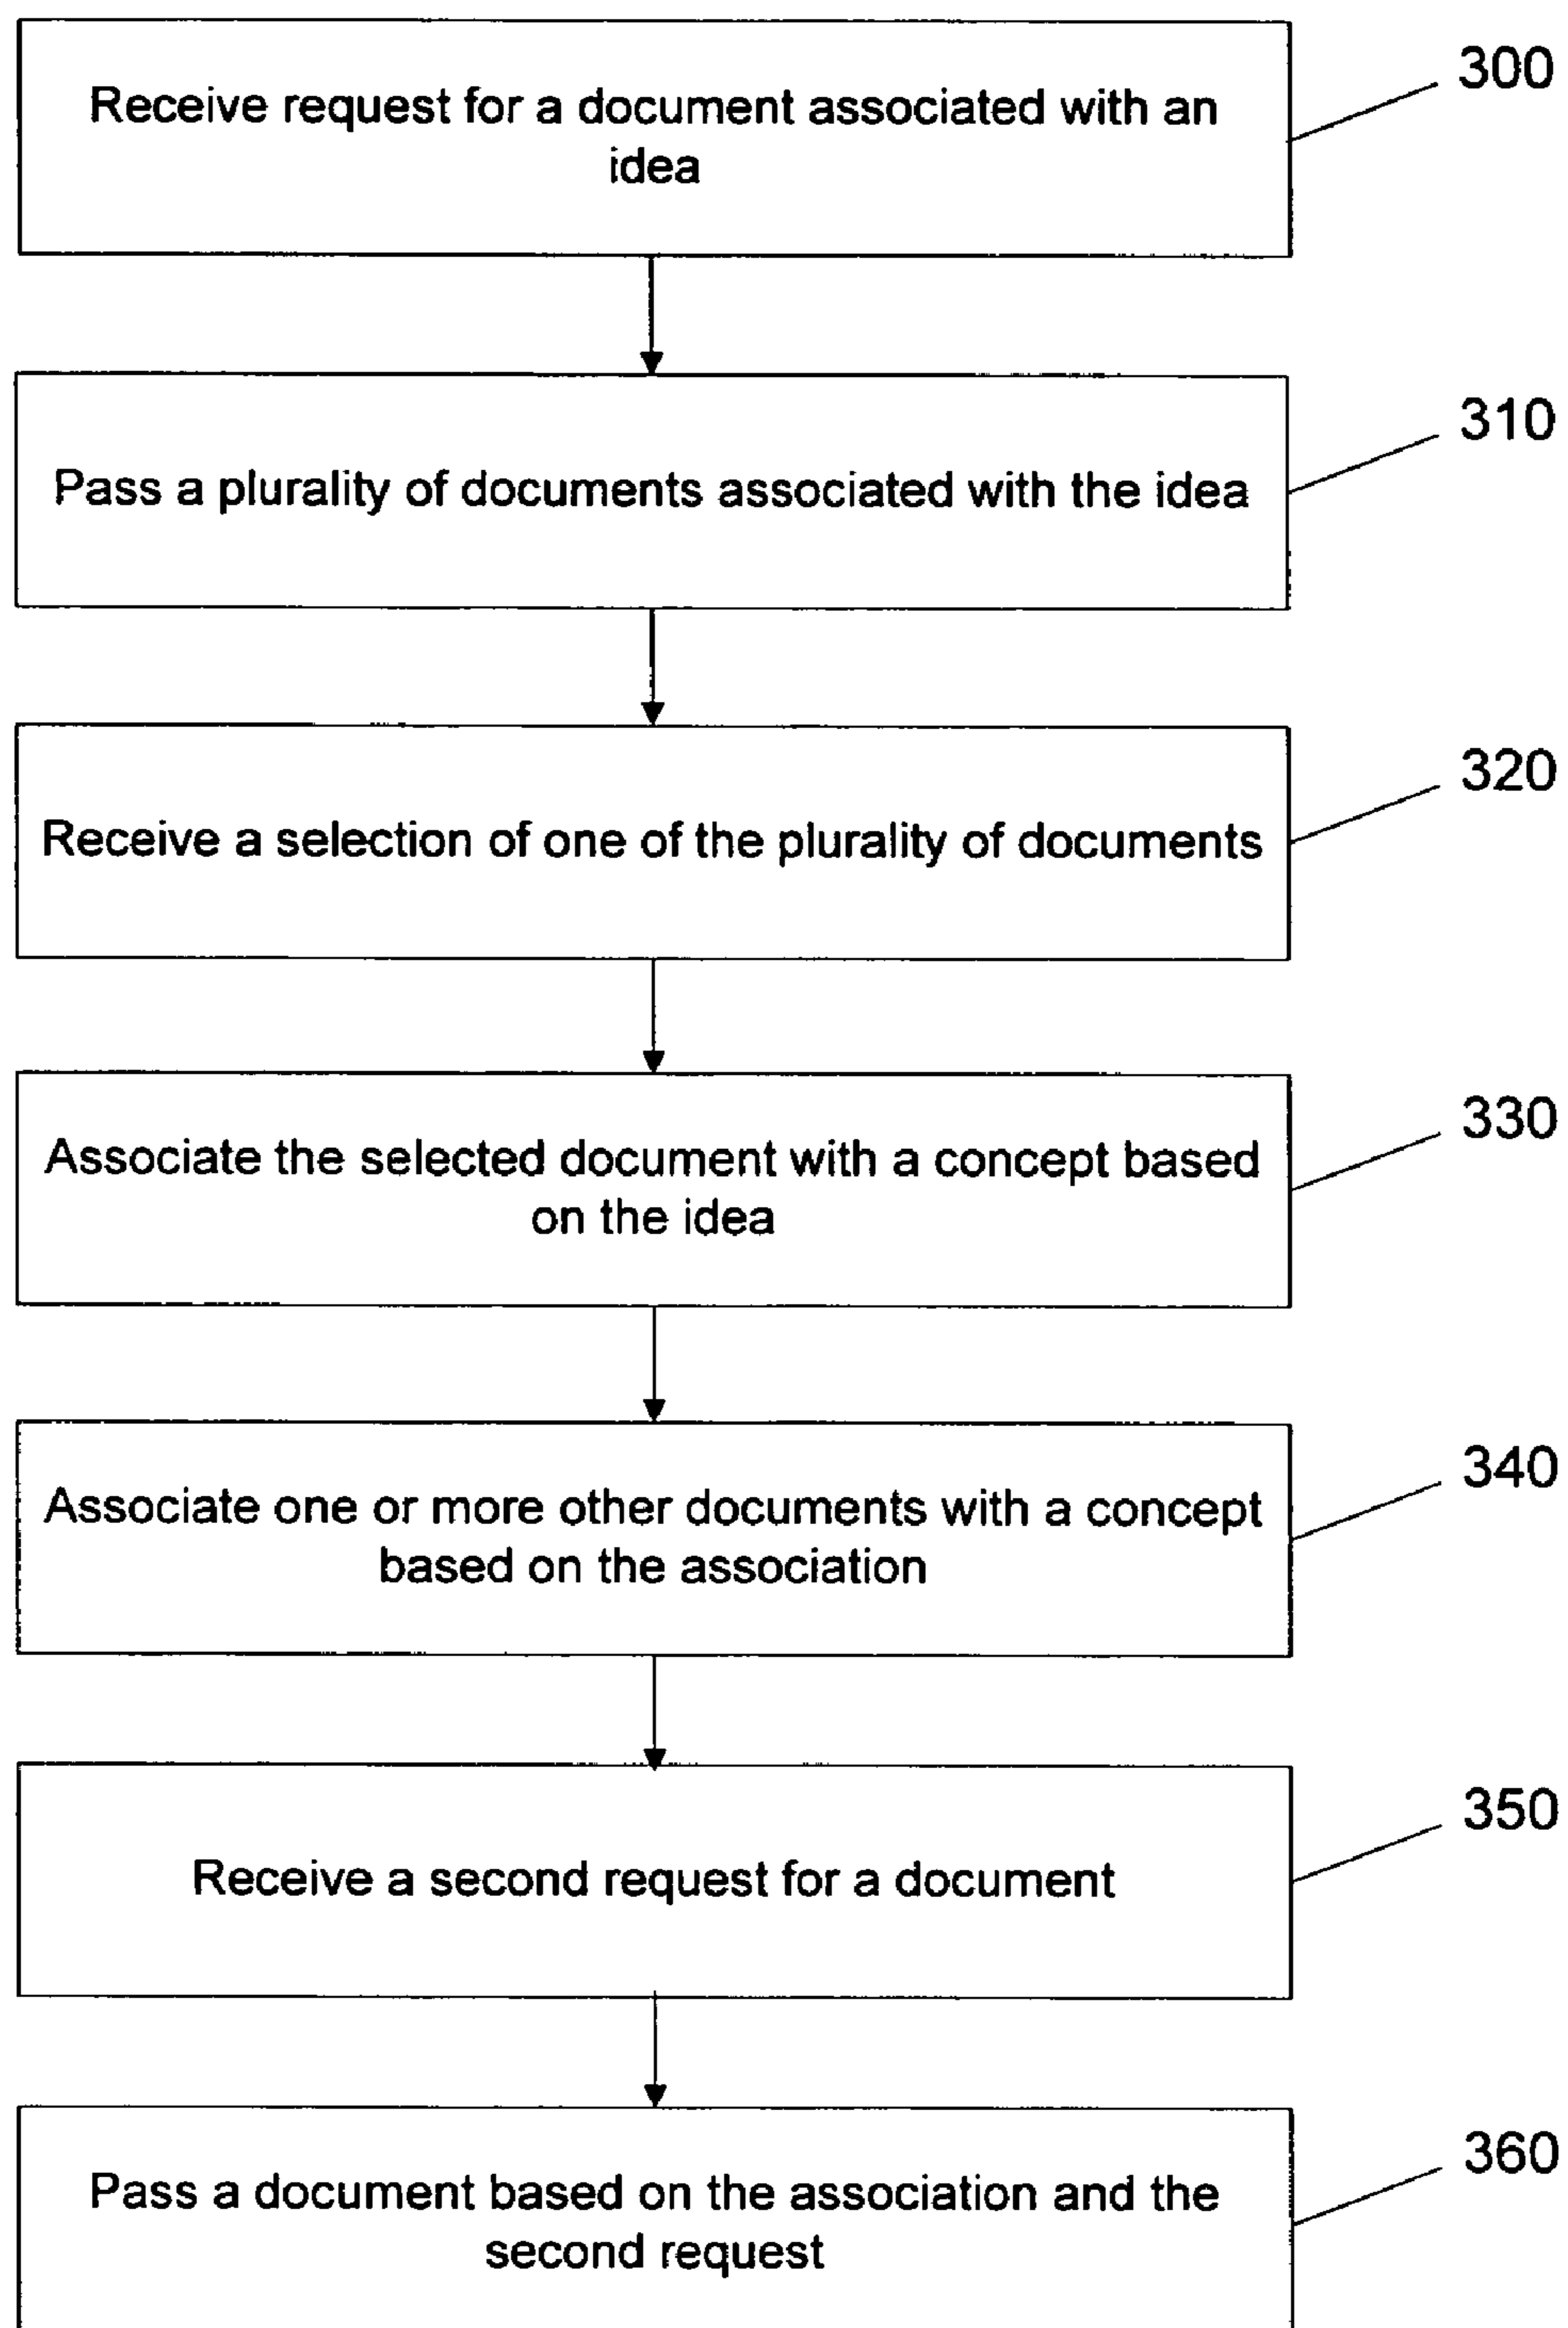 Receive request for a document associated with an
idea
300
Pass a plurality of documents associated with the idea
310
Receive a selection of one of the plurality of documents
320
Associate the selected document with a concept based
on the idea
330
Associate one or more other documents with a concept
based on the association
340
Receive a second request for a document
350
Pass a document based on the association and the
second request
360